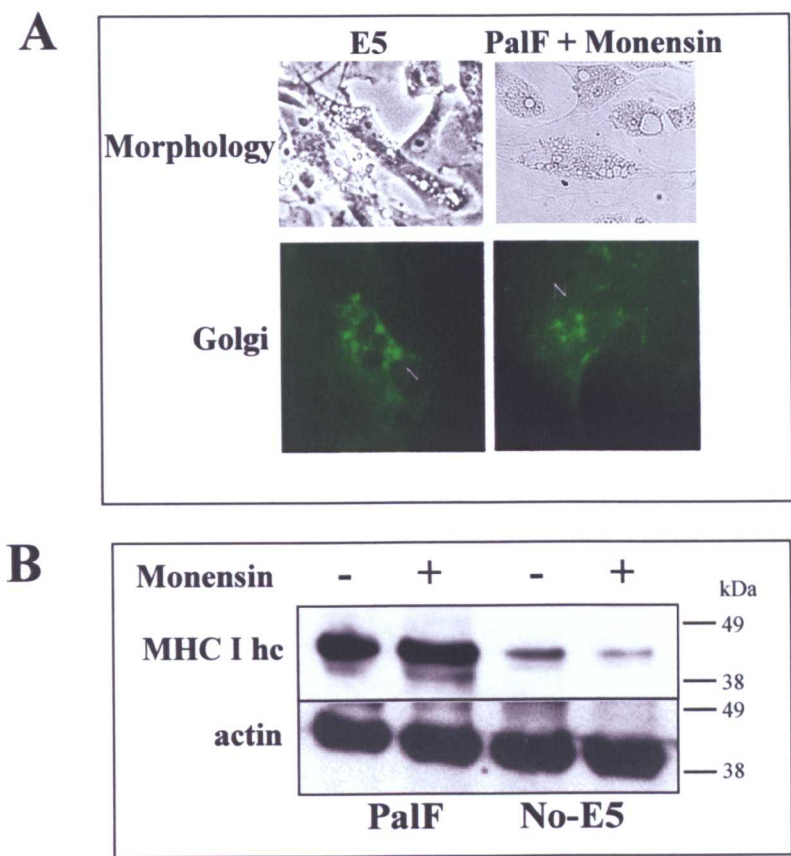 A
E5 PalF + Monensin
Morphology
Golgi
N N
B
Monensin - + - +
kDa
MHC I hc
49
38
actin
49
38
PalF No-E5